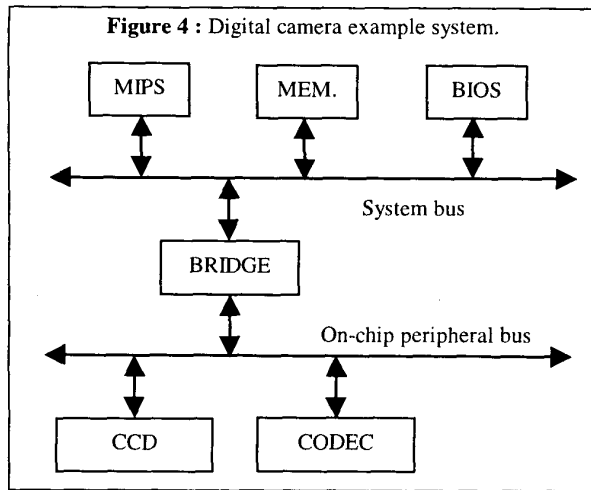 Figure 4 : Digital camera example system.
MIPS MEM. BIOS
System bus
BRIDGE
On-chip peripheral bus
CCD CODEC